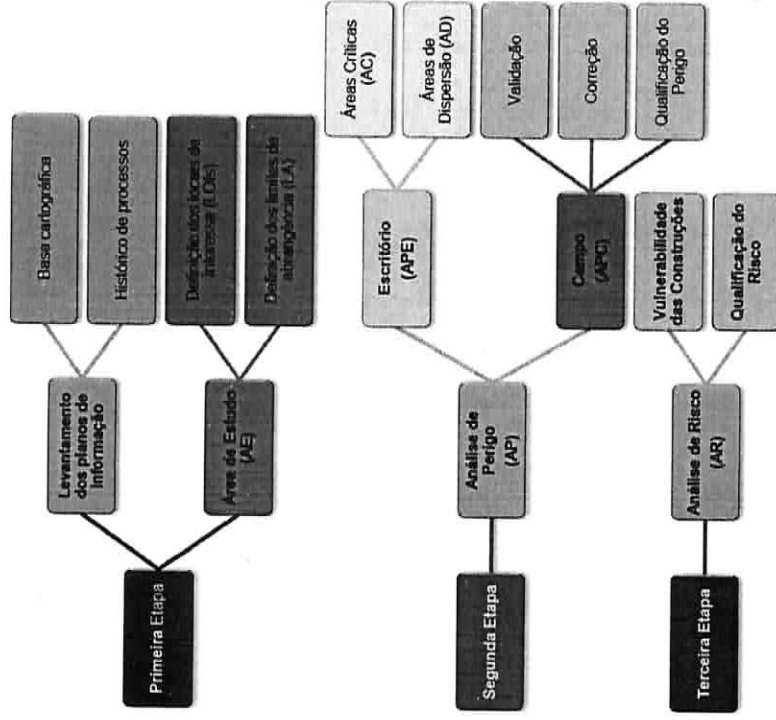 Primeira Etapa
Levantamento
dos planos de
Informação
Base cartográfica
Histórico de processos
Área de Estudo
(AE)
Definição dos locais de
interesse (LOIs)
Definição dos limites de
abrangência (LA)
Segunda Etapa
Análise de
Perigo
(AP)
Escritório
(APE)
Áreas Críticas
(AC)
Áreas de
Dispersão (AD)
Campo
(APC)
Validação
Correção
Qualificação do
Perigo
Terceira Etapa
Análise de Risco
(AR)
Vulnerabilidade
das Construções
Qualificação do
Risco